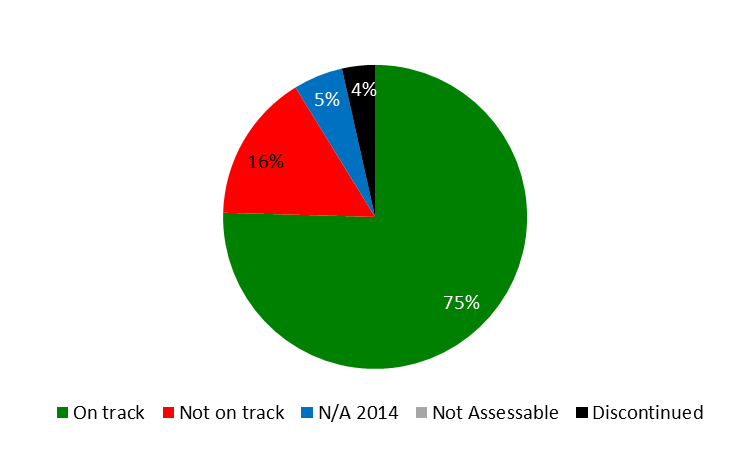 4%
5%
16%
75%
On track Not on track N/A 2014 Not Assessable Discontinued